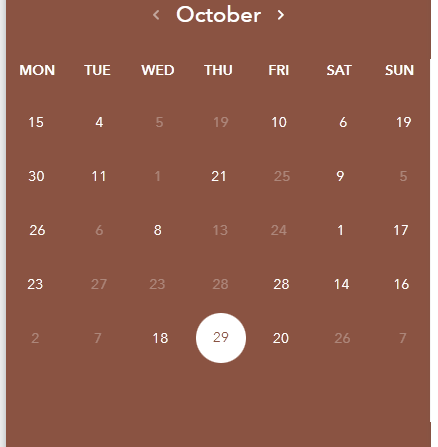 ‹ October ›
MON TUE WED THU FRI SAT SUN
15 4 5 19 10 6 19
30 11 1 21 25 9 5
26 6 8 13 24 1 17
23 27 23 28 28 14 16
2 7 18 29 20 26 7